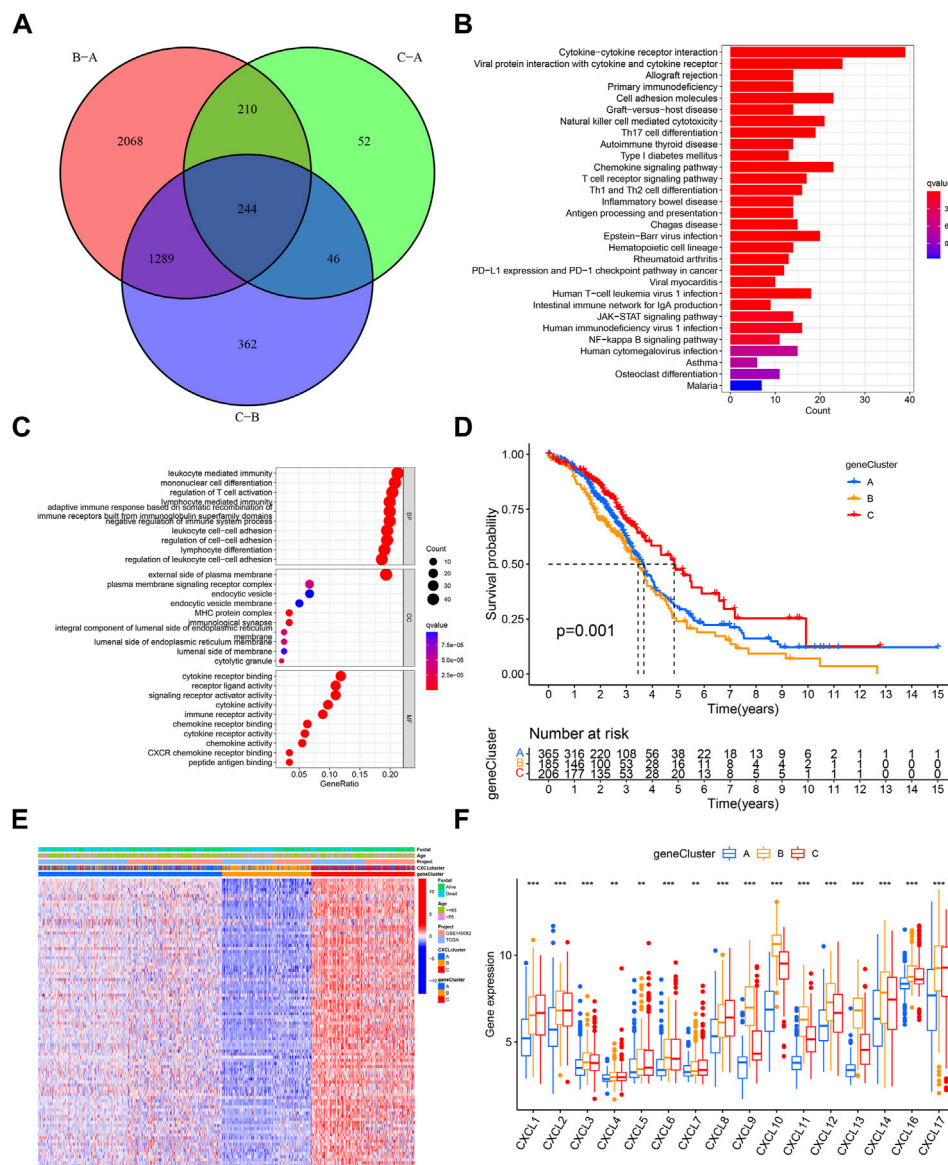 A
B-A
C-A
210
2068
52
244
1289
46
362
C-B
B
Cytokine-cytokine receptor interaction
Viral protein interaction with cytokine and cytokine receptor
Allograft rejection
Primary immunodeficiency
Cell adhesion molecules
Graft-versus-host disease
Natural killer cell mediated cytotoxicity
Th17 cell differentiation
Autoimmune thyroid disease
Type I diabetes mellitus
Chemokine signaling pathway
T cell receptor signaling pathway
Th1 and Th2 cell differentiation
Inflammatory bowel disease
Antigen processing and presentation
Chagas disease
Epstein-Barr virus infection
Hematopoietic cell lineage
Rheumatoid arthritis
PD-L1 expression and PD-1 checkpoint pathway in cancer
Viral myocarditis
Human T-cell leukemia virus 1 infection
Intestinal immune network for IgA production
JAK-STAT signaling pathway
Human immunodeficiency virus 1 infection
NF-kappa B signaling pathway
Human cytomegalovirus infection
Asthma
Osteoclast differentiation
Malaria
0 10 20 30 40
Count
qvalue
C
leukocyte mediated immunity
mononuclear cell differentiation
regulation of T cell activation
lymphocyte mediated immunity
adaptive immune response based on somatic recombination of
immune receptors built from immunoglobulin superfamily domains
negative regulation of immune system process
leukocyte cell-cell adhesion
regulation of cell-cell adhesion
lymphocyte differentiation
regulation of leukocyte cell-cell adhesion
BP
external side of plasma membrane
plasma membrane signaling receptor complex
endocytic vesicle
endocytic vesicle membrane
MHC protein complex
immunological synapse
integral component of lumenal side of endoplasmic reticulum
membrane
lumenal side of endoplasmic reticulum membrane
lumenal side of membrane
cytolytic granule
CC
cytokine receptor binding
receptor ligand activity
signaling receptor activator activity
cytokine activity
immune receptor activity
chemokine receptor binding
cytokine receptor activity
chemokine activity
CXCR chemokine receptor binding
peptide antigen binding
MF
0.05 0.10 0.15 0.20
GeneRatio
Count
10
20
30
40
qvalue
7.5e-05
5.0e-05
2.5e-05
D
geneCluster
A
B
C
1.00
0.75
0.50
0.25
0.00
Survival probability
p=0.001
0 1 2 3 4 5 6 7 8 9 10 11 12 13 14 15
Time(years)
Number at risk
geneCluster
A 365 316 220 108 56 38 22 18 13 9 6 2 1 1 1 1
B 185 146 100 53 28 16 11 8 4 4 2 1 1 0 0 0
C 206 177 135 53 28 20 13 8 5 5 1 1 1 0 0 0
0 1 2 3 4 5 6 7 8 9 10 11 12 13 14 15
Time(years)
E
Fustat
Age
Project
CXCLcluster
geneCluster
10
5
0
-5
-10
Fustat
Alive
Dead
Age
<=65
>65
Project
TCGA
CXCLcluster
A
B
C
geneCluster
A
B
C
F
geneCluster A B C
*** *** *** ** ** *** ** *** *** *** *** *** *** *** *** ***
Gene expression
10
5
CXCL1
CXCL2
CXCL3
CXCL4
CXCL5
CXCL6
CXCL7
CXCL8
CXCL9
CXCL10
CXCL11
CXCL12
CXCL13
CXCL14
CXCL16
CXCL17